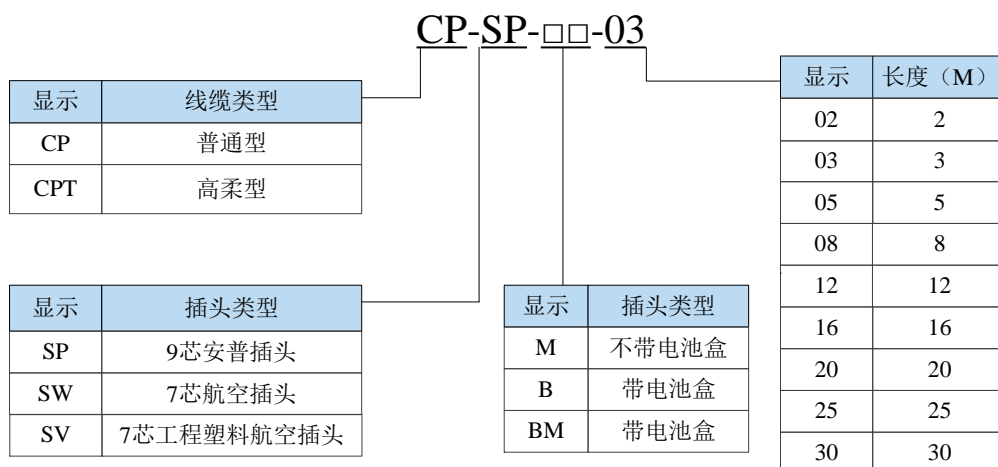 CP-SP-□□-03
显示 线缆类型
CP 普通型
CPT 高柔型
显示 插头类型
SP 9芯安普插头
SW 7芯航空插头
SV 7芯工程塑料航空插头
显示 插头类型
M 不带电池盒
B 带电池盒
BM 带电池盒
显示 长度（M）
02 2
03 3
05 5
08 8
12 12
16 16
20 20
25 25
30 30